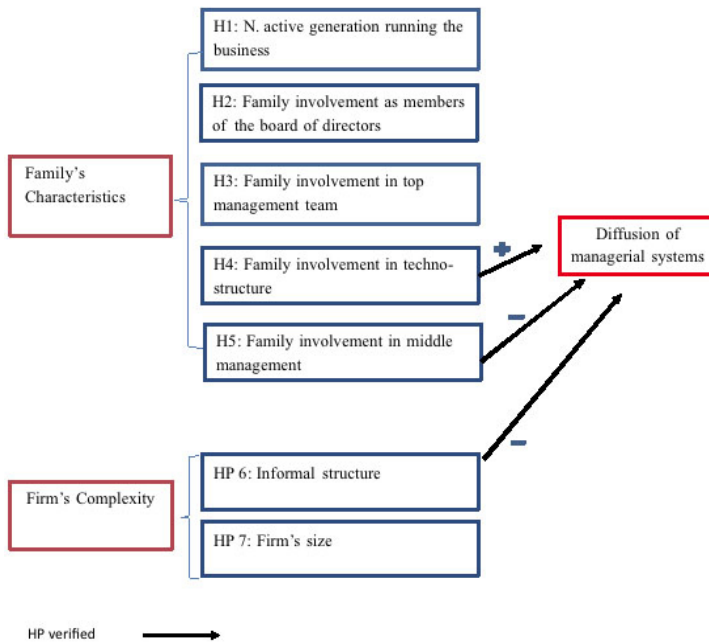 H1: N. active generation running the
business
H2: Family involvement as members
of the board of directors
Family's
Characteristics
H3: Family involvement in top
management team
+
Diffusion of
managerial systems
H4: Family involvement in techno-
structure
–
H5: Family involvement in middle
management
–
HP 6: Informal structure
Firm's Complexity
HP 7: Firm's size
HP verified